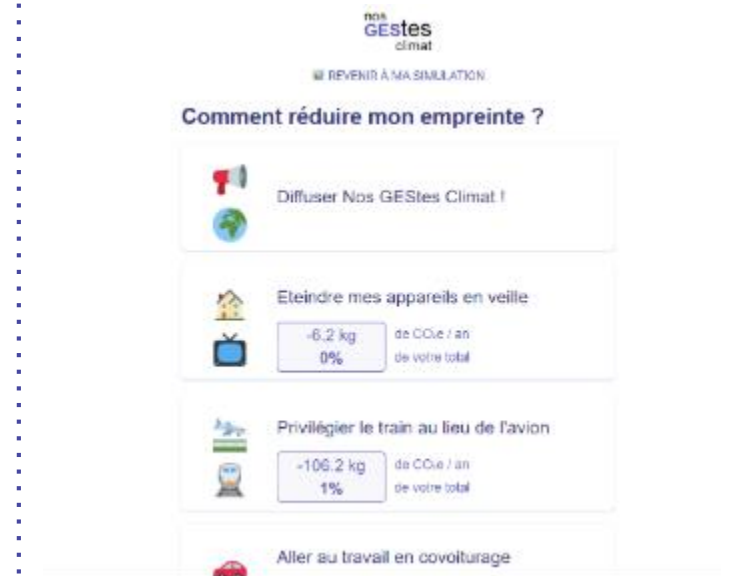 nos
GEStes
climat
REVENIR À MA SIMULATION
Comment réduire mon empreinte ?
Diffuser Nos GEStes Climat !
Eteindre mes appareils en veille
-6.2 kg
de CO₂e / an
0%
de votre total
Privilégier le train au lieu de l'avion
-106.2 kg
de CO₂e / an
1%
de votre total
Aller au travail en covoiturage